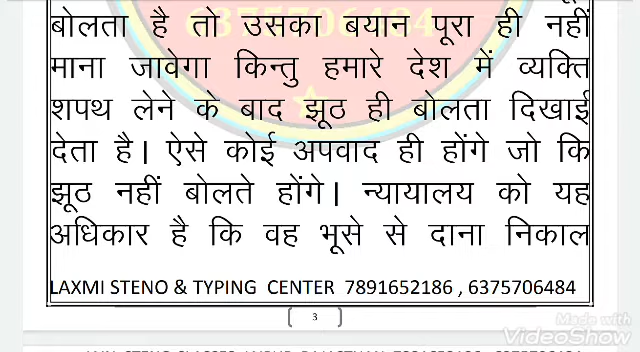 बोलता है तो उसका बयान पूरा ही नहीं
माना जावेगा किन्तु हमारे देश में व्यक्ति
शपथ लेने के बाद झूठ ही बोलता दिखाई
देता है। ऐसे कोई अपवाद ही होंगे जो कि
झूठ नहीं बोलते होंगे। न्यायालय को यह
अधिकार है कि वह भूसे से दाना निकाल
LAXMI STENO & TYPING CENTER 7891652186 , 6375706484
3
Made with
VideoShow